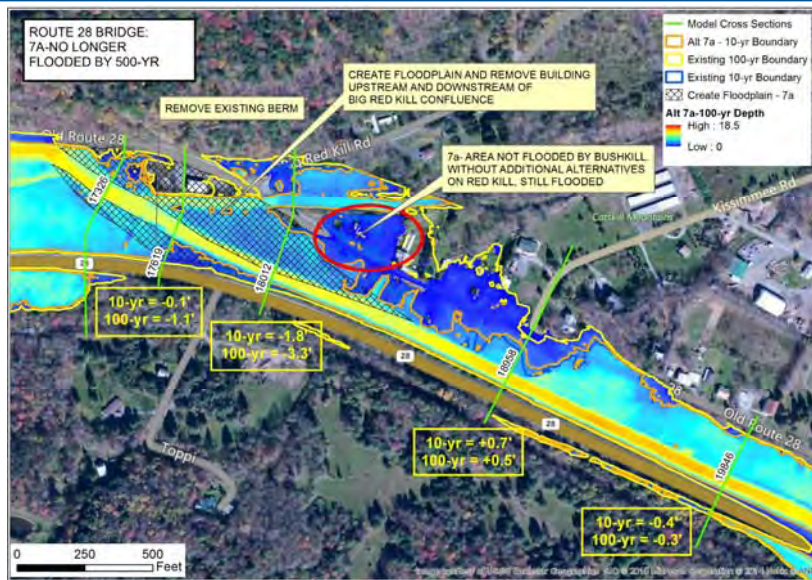 ROUTE 28 BRIDGE:
7A-NO LONGER
FLOODED BY 500-YR
REMOVE EXISTING BERM
CREATE FLOODPLAIN AND REMOVE BUILDING
UPSTREAM AND DOWNSTREAM OF
BIG RED KILL CONFLUENCE
7a- AREA NOT FLOODED BY BUSHKILL.
WITHOUT ADDITIONAL ALTERNATIVES
ON RED KILL, STILL FLOODED
Model Cross Sections
Alt 7a - 10-yr Boundary
Existing 100-yr Boundary
Existing 10-yr Boundary
Create Floodplain - 7a
Alt 7a-100-yr Depth
High : 18.5
Low : 0
Old Route 28
Red Kill Rd
Catskill Mountains
Kissimmee Rd
17326
17619
18012
18958
19846
28
28
28
28
Old Route 28
Toppi
10-yr = -0.1'
100-yr = -1.1'
10-yr = -1.8'
100-yr = -3.3'
10-yr = +0.7'
100-yr = +0.5'
10-yr = -0.4'
100-yr = -0.3'
0 250 500
Feet